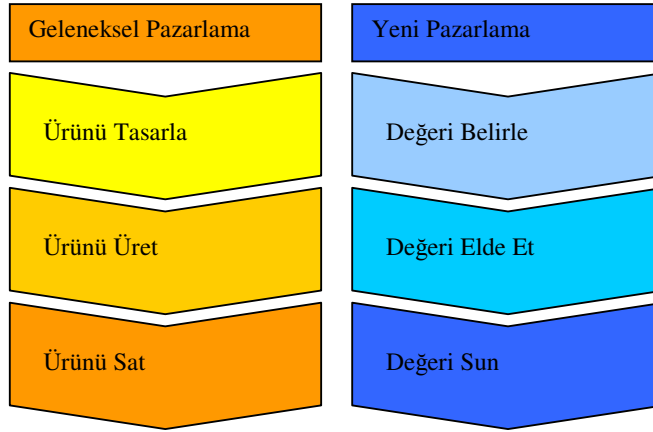 Geleneksel Pazarlama
Ürünü Tasarla
Ürünü Üret
Ürünü Sat
Yeni Pazarlama
Değeri Belirle
Değeri Elde Et
Değeri Sun